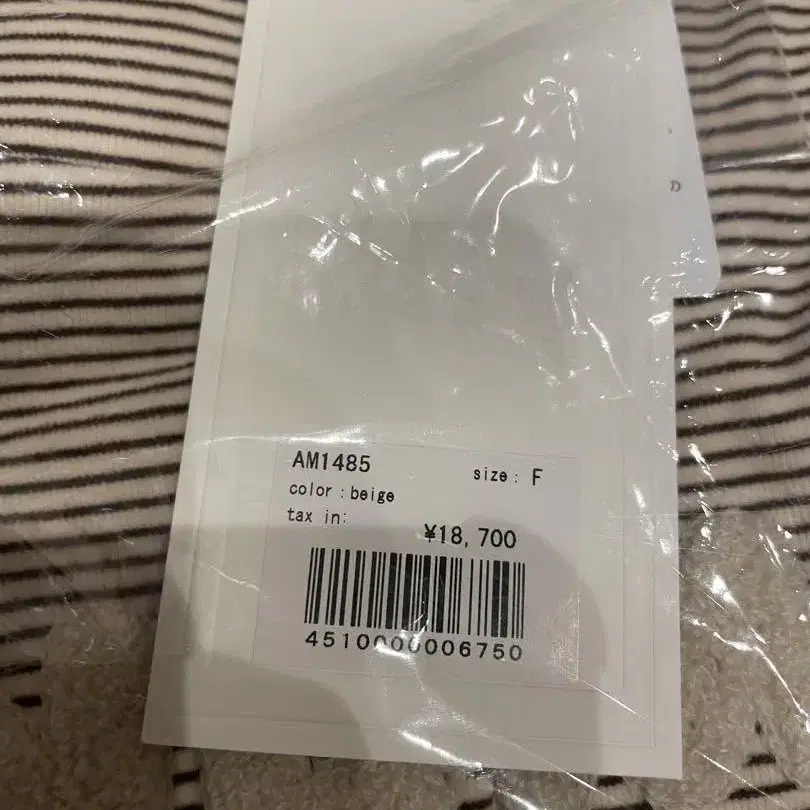 D
AM1485 size: F
color :beige
tax in:
¥18,700
4510000006750